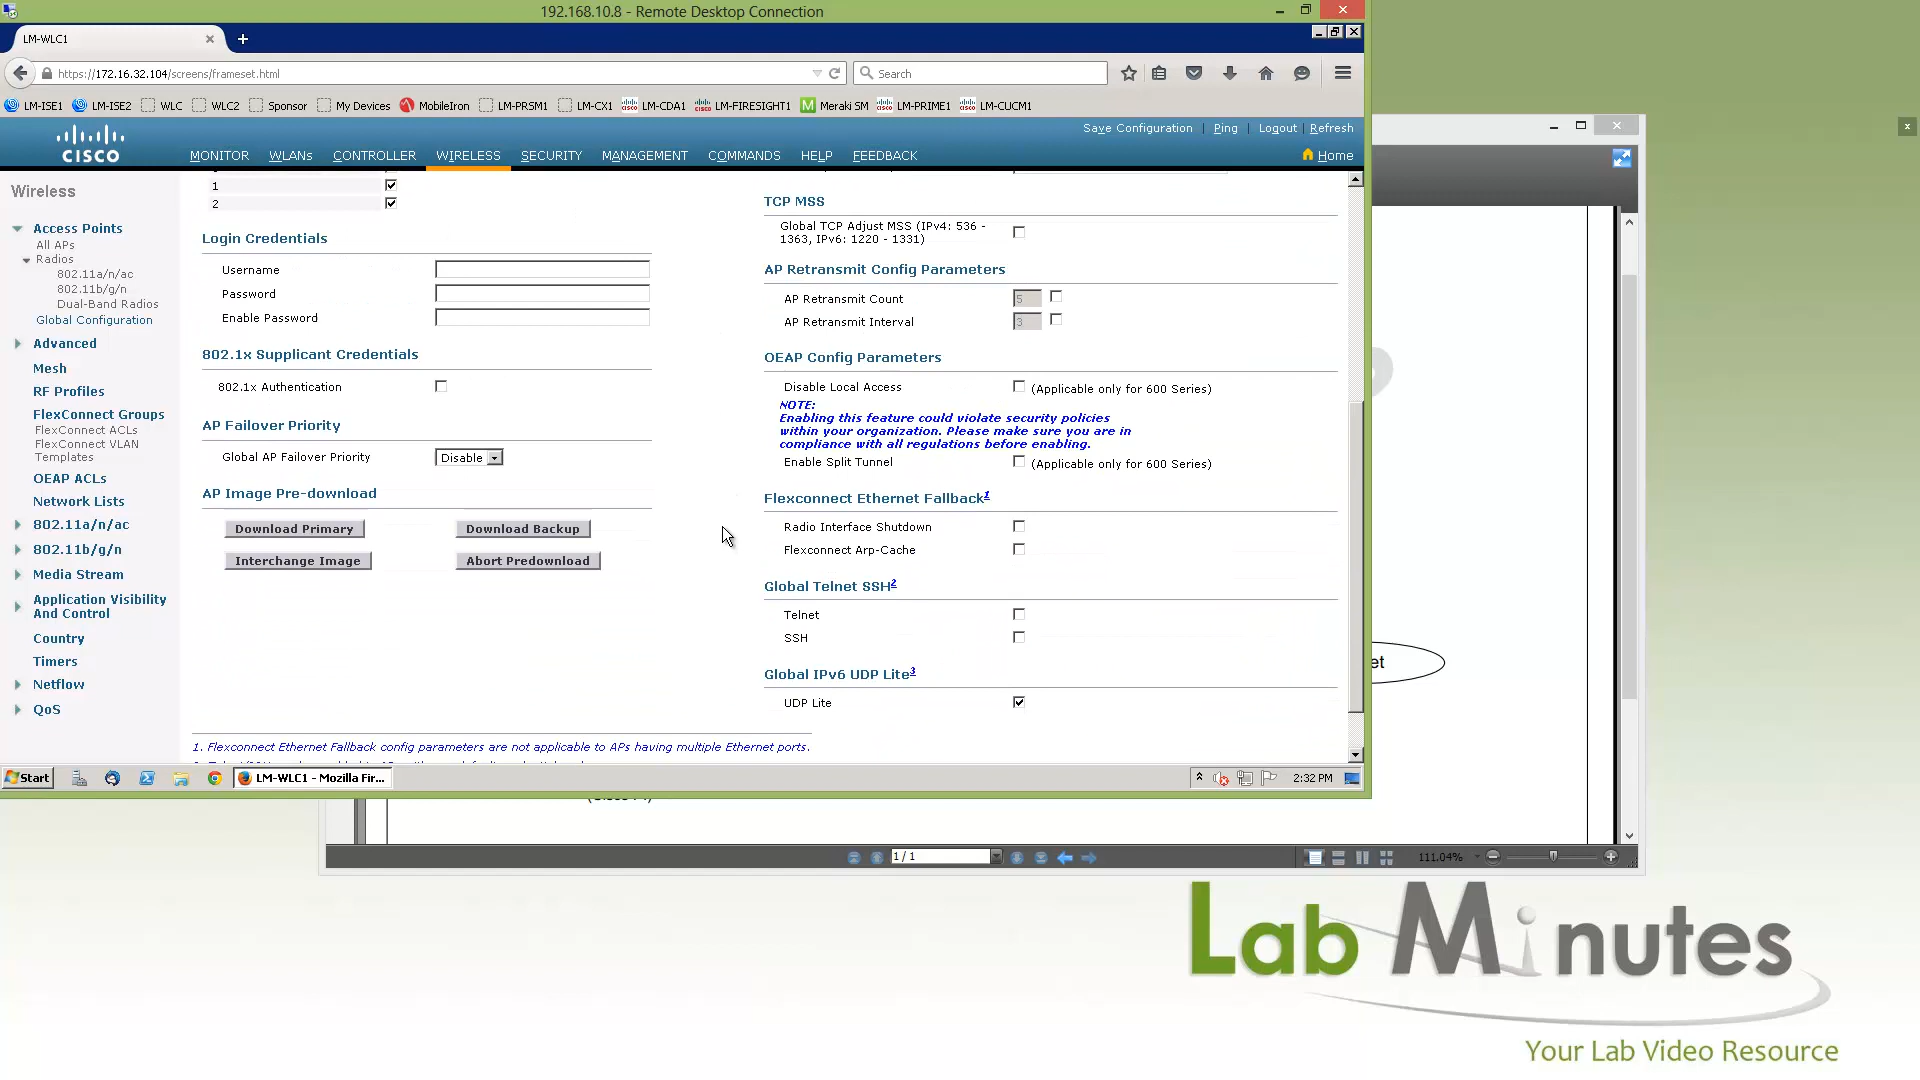 192.168.10.8 - Remote Desktop Connection
LM-WLC1
https://172.16.32.104/screens/frameset.html
Search
LM-ISE1 LM-ISE2 WLC WLC2 Sponsor My Devices MobileIron LM-PRSM1 LM-CX1 LM-CDA1 LM-FIRESIGHT1 Meraki SM LM-PRIME1 LM-CUCM1
CISCO
Save Configuration | Ping | Logout | Refresh
MONITOR WLANs CONTROLLER WIRELESS SECURITY MANAGEMENT COMMANDS HELP FEEDBACK
Home
Wireless
Access Points
All APs
Radios
802.11a/n/ac
802.11b/g/n
Dual-Band Radios
Global Configuration
Advanced
Mesh
RF Profiles
FlexConnect Groups
FlexConnect ACLs
FlexConnect VLAN
Templates
OEAP ACLs
Network Lists
802.11a/n/ac
802.11b/g/n
Media Stream
Application Visibility
And Control
Country
Timers
Netflow
QoS
1
2
Login Credentials
Username
Password
Enable Password
802.1x Supplicant Credentials
802.1x Authentication
AP Failover Priority
Global AP Failover Priority Disable
AP Image Pre-download
Download Primary Download Backup
Interchange Image Abort Predownload
TCP MSS
Global TCP Adjust MSS (IPv4: 536 -
1363, IPv6: 1220 - 1331)
AP Retransmit Config Parameters
AP Retransmit Count 5
AP Retransmit Interval 3
OEAP Config Parameters
Disable Local Access (Applicable only for 600 Series)
NOTE:
Enabling this feature could violate security policies
within your organization. Please make sure you are in
compliance with all regulations before enabling.
Enable Split Tunnel (Applicable only for 600 Series)
Flexconnect Ethernet Fallback1
Radio Interface Shutdown
Flexconnect Arp-Cache
Global Telnet SSH2
Telnet
SSH
Global IPv6 UDP Lite3
UDP Lite
1. Flexconnect Ethernet Fallback config parameters are not applicable to APs having multiple Ethernet ports.
Start
LM-WLC1 - Mozilla Fir...
2:32 PM
et
1 / 1
111.04%
Lab Minutes
Your Lab Video Resource